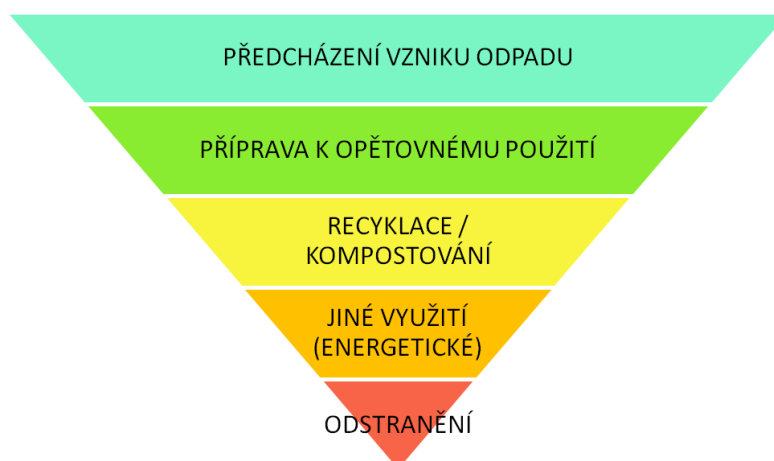 PŘEDCHÁZENÍ VZNIKU ODPADU
PŘÍPRAVA K OPĚTOVNÉMU POUŽITÍ
RECYKLACE /
KOMPOSTOVÁNÍ
JINÉ VYUŽITÍ
(ENERGETICKÉ)
ODSTRANĚNÍ